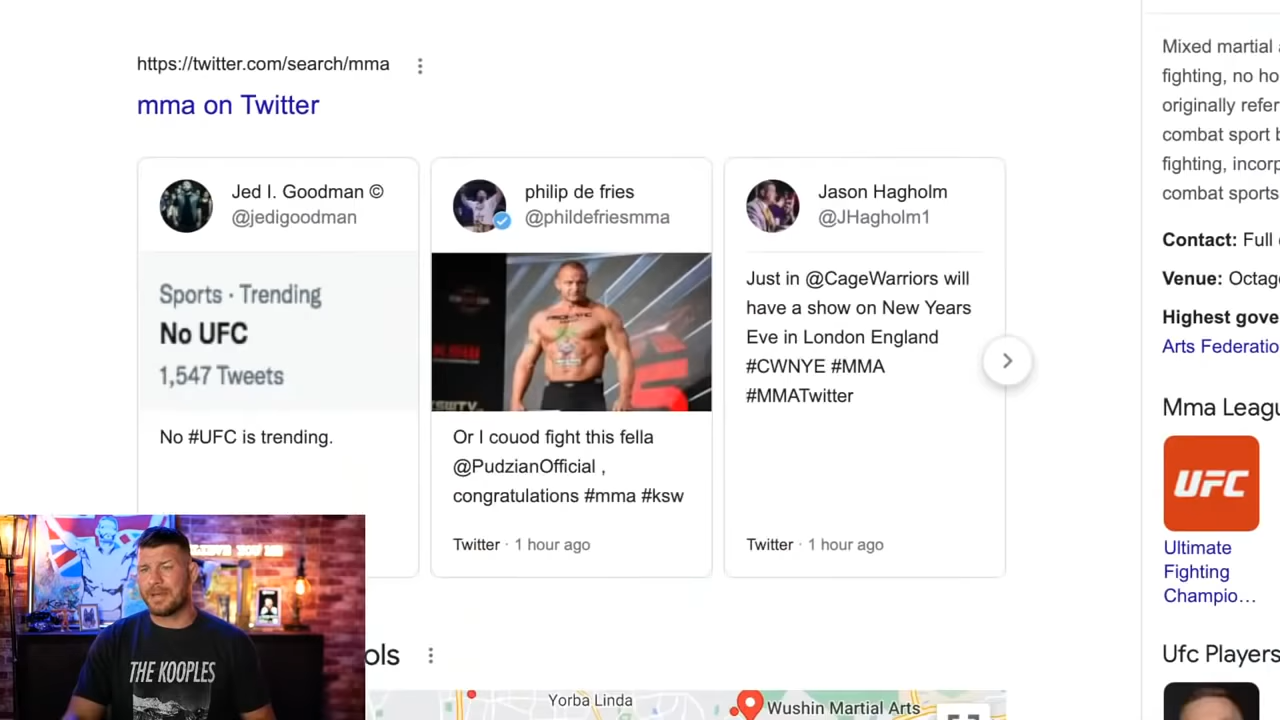 https://twitter.com/search/mma
mma on Twitter
Jed I. Goodman ©
@jedigoodman
Sports · Trending
No UFC
1,547 Tweets
No #UFC is trending.
philip de fries
@phildefriesmma
Or I couod fight this fella
@PudzianOfficial ,
congratulations #mma #ksw
Twitter · 1 hour ago
Jason Hagholm
@JHagholm1
Just in @CageWarriors will
have a show on New Years
Eve in London England
#CWNYE #MMA
#MMATwitter
Twitter · 1 hour ago
ols
Yorba Linda
Wushin Martial Arts
THE KOOPLES
Mixed martial a
fighting, no ho
originally refer
combat sport b
fighting, incorp
combat sports
Contact: Full
Venue: Octag
Highest gove
Arts Federatio
Mma Leag
UFC
Ultimate
Fighting
Champio…
Ufc Players